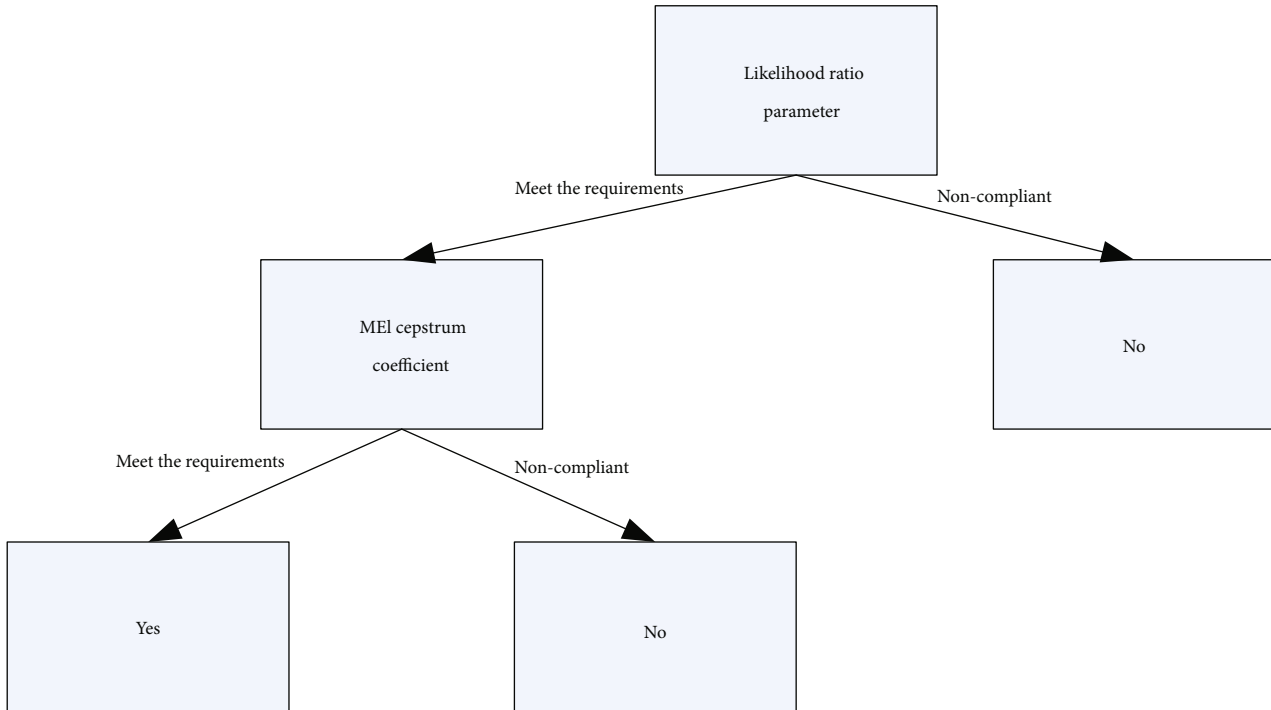 Likelihood ratio
parameter
Meet the requirements
Non-compliant
MEl cepstrum
coefficient
No
Meet the requirements
Non-compliant
Yes
No